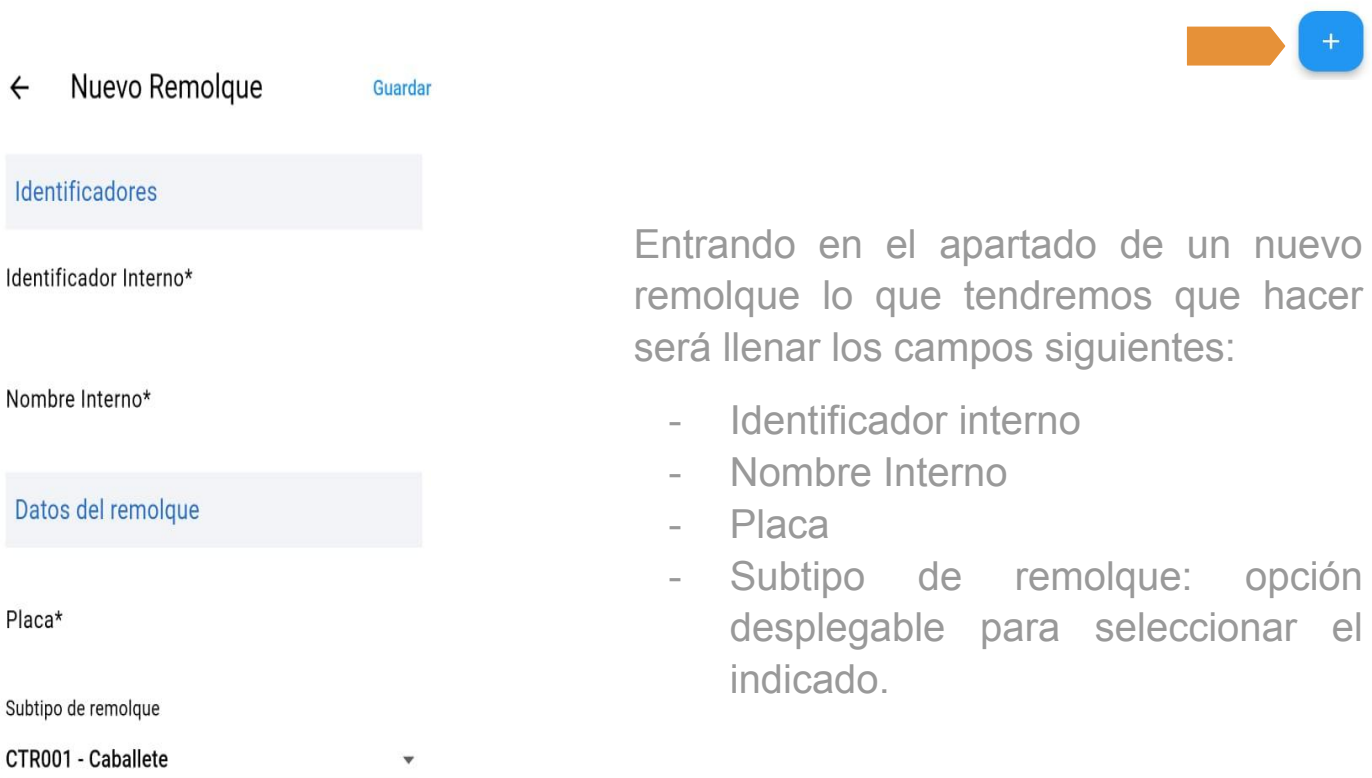 +
Nuevo Remolque
Guardar
Identificadores
Identificador Interno*
Nombre Interno*
Datos del remolque
Placa*
Subtipo de remolque
CTR001 - Caballete
Entrando en el apartado de un nuevo
remolque lo que tendremos que hacer
será llenar los campos siguientes:
- Identificador interno
- Nombre Interno
- Placa
- Subtipo de remolque: opción
desplegable para seleccionar el
indicado.